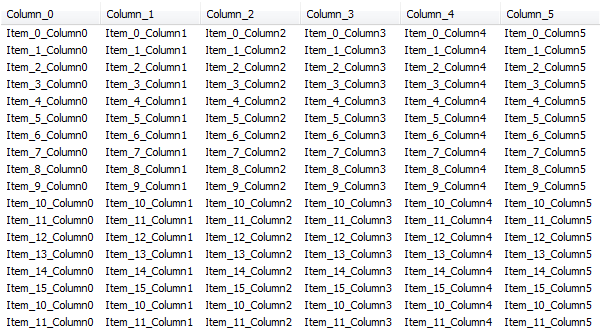 Column_0 Column_1 Column_2 Column_3 Column_4 Column_5
Item_0_Column0 Item_0_Column1 Item_0_Column2 Item_0_Column3 Item_0_Column4 Item_0_Column5
Item_1_Column0 Item_1_Column1 Item_1_Column2 Item_1_Column3 Item_1_Column4 Item_1_Column5
Item_2_Column0 Item_2_Column1 Item_2_Column2 Item_2_Column3 Item_2_Column4 Item_2_Column5
Item_3_Column0 Item_3_Column1 Item_3_Column2 Item_3_Column3 Item_3_Column4 Item_3_Column5
Item_4_Column0 Item_4_Column1 Item_4_Column2 Item_4_Column3 Item_4_Column4 Item_4_Column5
Item_5_Column0 Item_5_Column1 Item_5_Column2 Item_5_Column3 Item_5_Column4 Item_5_Column5
Item_6_Column0 Item_6_Column1 Item_6_Column2 Item_6_Column3 Item_6_Column4 Item_6_Column5
Item_7_Column0 Item_7_Column1 Item_7_Column2 Item_7_Column3 Item_7_Column4 Item_7_Column5
Item_8_Column0 Item_8_Column1 Item_8_Column2 Item_8_Column3 Item_8_Column4 Item_8_Column5
Item_9_Column0 Item_9_Column1 Item_9_Column2 Item_9_Column3 Item_9_Column4 Item_9_Column5
Item_10_Column0 Item_10_Column1 Item_10_Column2 Item_10_Column3 Item_10_Column4 Item_10_Column5
Item_11_Column0 Item_11_Column1 Item_11_Column2 Item_11_Column3 Item_11_Column4 Item_11_Column5
Item_12_Column0 Item_12_Column1 Item_12_Column2 Item_12_Column3 Item_12_Column4 Item_12_Column5
Item_13_Column0 Item_13_Column1 Item_13_Column2 Item_13_Column3 Item_13_Column4 Item_13_Column5
Item_14_Column0 Item_14_Column1 Item_14_Column2 Item_14_Column3 Item_14_Column4 Item_14_Column5
Item_15_Column0 Item_15_Column1 Item_15_Column2 Item_15_Column3 Item_15_Column4 Item_15_Column5
Item_10_Column0 Item_10_Column1 Item_10_Column2 Item_10_Column3 Item_10_Column4 Item_10_Column5
Item_11_Column0 Item_11_Column1 Item_11_Column2 Item_11_Column3 Item_11_Column4 Item_11_Column5